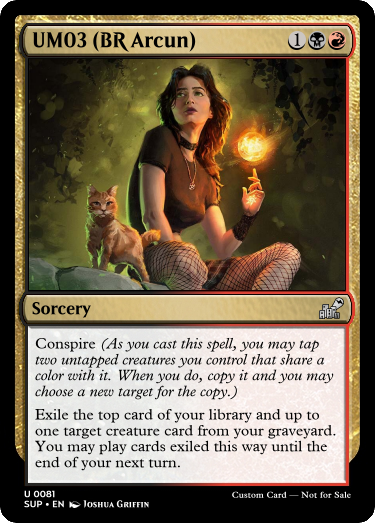 UM03 (BR Arcun) 1
Sorcery
Conspire (As you cast this spell, you may tap
two untapped creatures you control that share a
color with it. When you do, copy it and you may
choose a new target for the copy.)
Exile the top card of your library and up to
one target creature card from your graveyard.
You may play cards exiled this way until the
end of your next turn.
U 0081
SUP • EN Joshua Griffin
Custom Card — Not for Sale